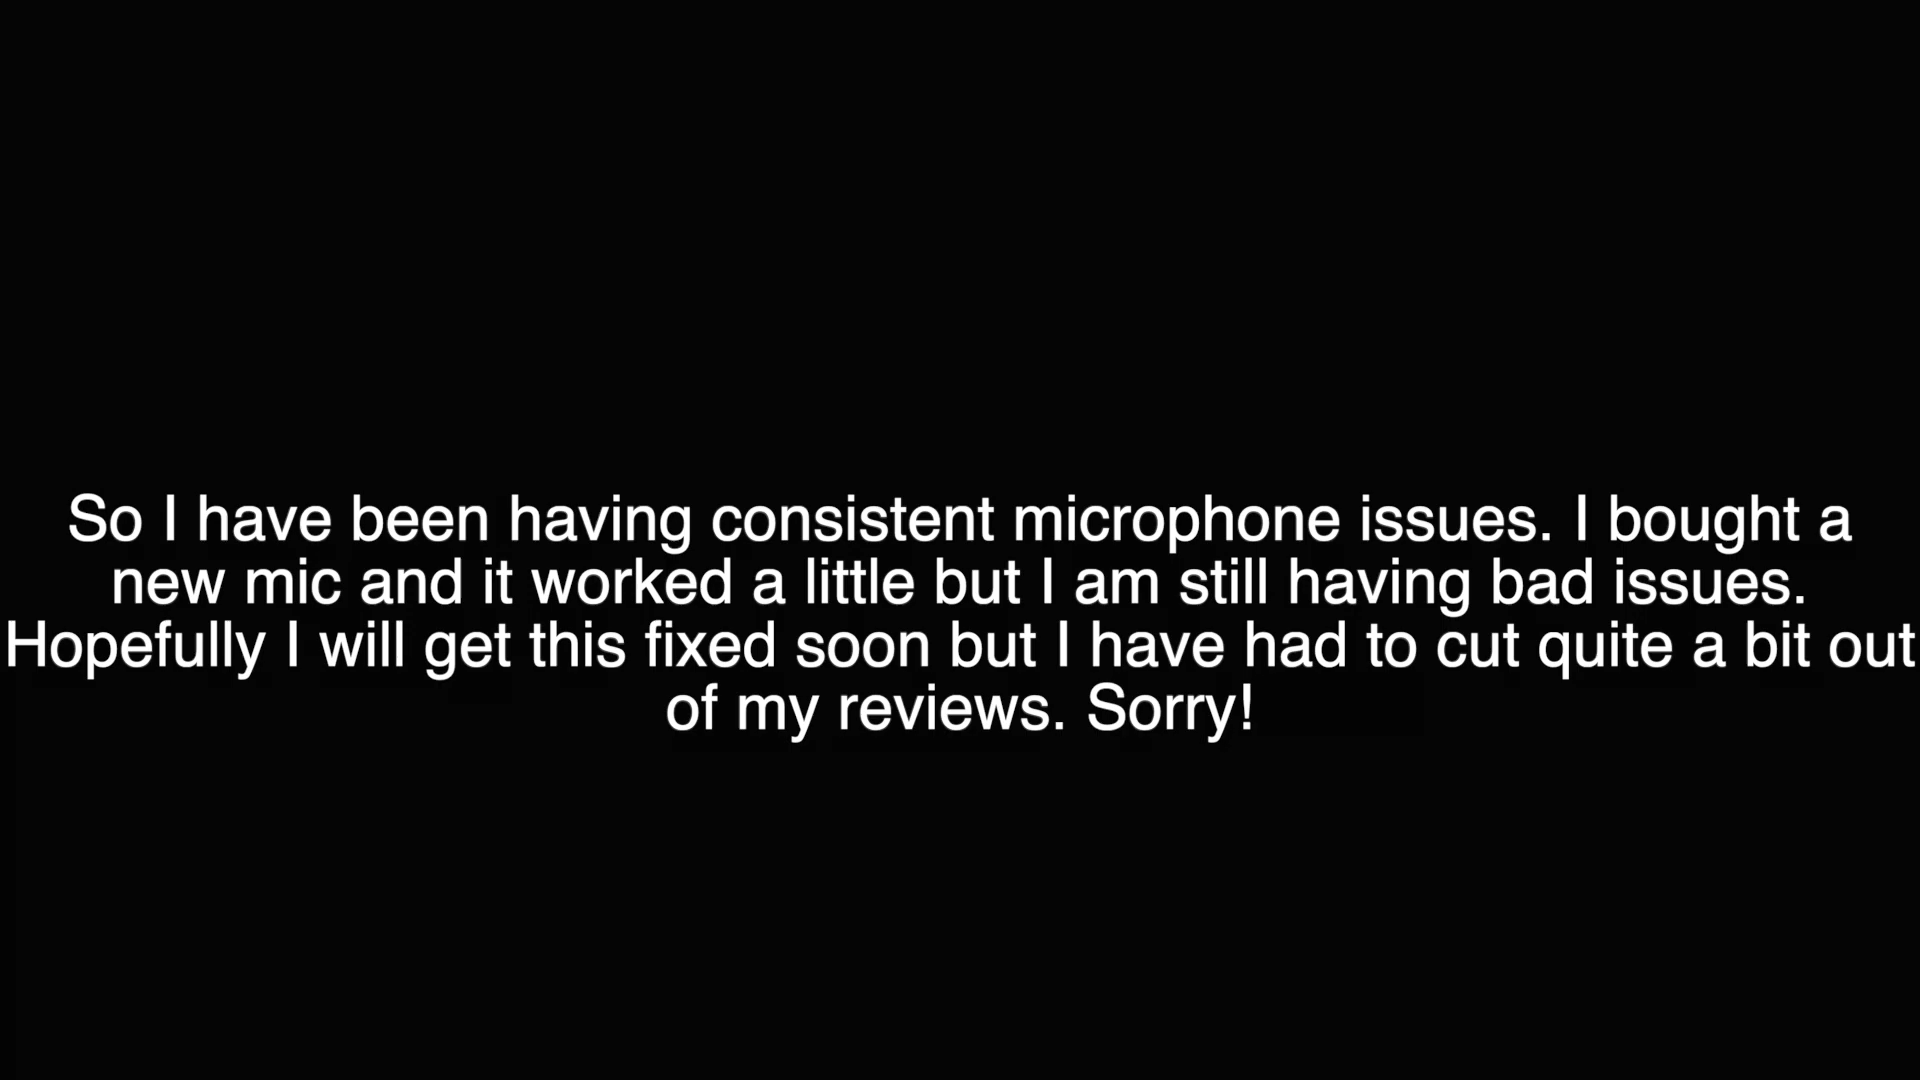 So I have been having consistent microphone issues. I bought a
new mic and it worked a little but I am still having bad issues.
Hopefully I will get this fixed soon but I have had to cut quite a bit out
of my reviews. Sorry!